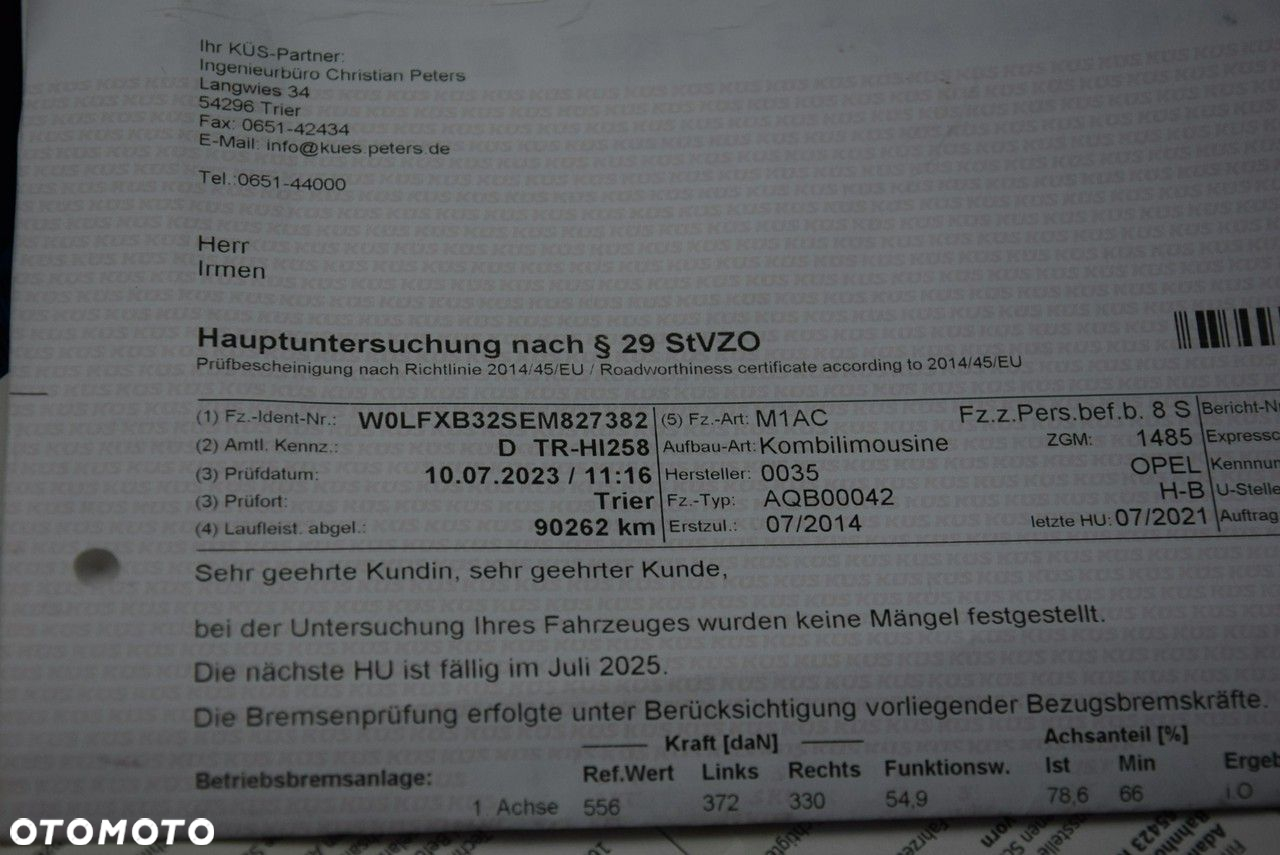 Ihr KÜS-Partner:
Ingenieurbüro Christian Peters
Langwies 34
54296 Trier
Fax: 0651-42434
E-Mail: info@kues.peters.de
Tel.:0651-44000
Herr
Irmen
Hauptuntersuchung nach § 29 StVZO
Prüfbescheinigung nach Richtlinie 2014/45/EU / Roadworthiness certificate according to 2014/45/EU
(1) Fz.-Ident-Nr.: W0LFXB32SEM827382 (5) Fz.-Art: M1AC Fz.z.Pers.bef.b. 8 S Bericht-N
(2) Amtl. Kennz.: D TR-HI258 Aufbau-Art: Kombilimousine ZGM: 1485 Expressc
(3) Prüfdatum: 10.07.2023 / 11:16 Hersteller: 0035 OPEL Kennnun
(3) Prüfort: Trier Fz.-Typ: AQB00042 H-B U-Stelle
(4) Laufleist. abgel.: 90262 km Erstzul.: 07/2014 letzte HU: 07/2021 Auftrag
Sehr geehrte Kundin, sehr geehrter Kunde,
bei der Untersuchung Ihres Fahrzeuges wurden keine Mängel festgestellt.
Die nächste HU ist fällig im Juli 2025.
Die Bremsenprüfung erfolgte unter Berücksichtigung vorliegender Bezugsbremskräfte.
Kraft [daN] Achsanteil [%]
Betriebsbremsanlage: Ref.Wert Links Rechts Funktionsw. Ist Min Ergeb
1. Achse 556 372 330 54,9 78,6 66 i.O
OTOMOTO